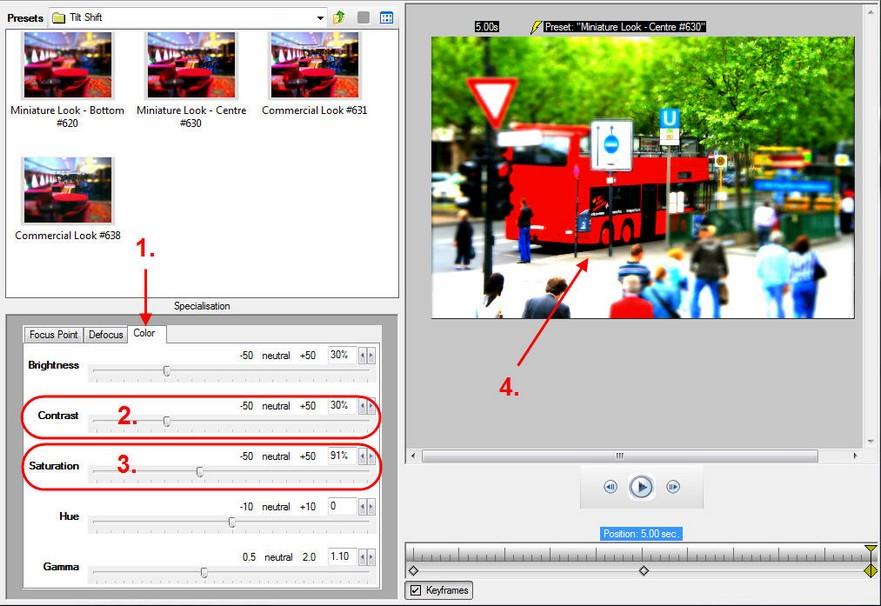 Presets Tilt Shift
Miniature Look - Bottom #620
Miniature Look - Centre #630
Commercial Look #631
Commercial Look #638
1.
Specialisation
Focus Point Defocus Color
Brightness -50 neutral +50 30%
Contrast 2. -50 neutral +50 30%
Saturation 3. -50 neutral +50 91%
Hue -10 neutral +10 0
Gamma 0.5 neutral 2.0 1.10
5.00s Preset: "Miniature Look - Centre #630"
U
4.
Position: 5.00 sec.
Keyframes